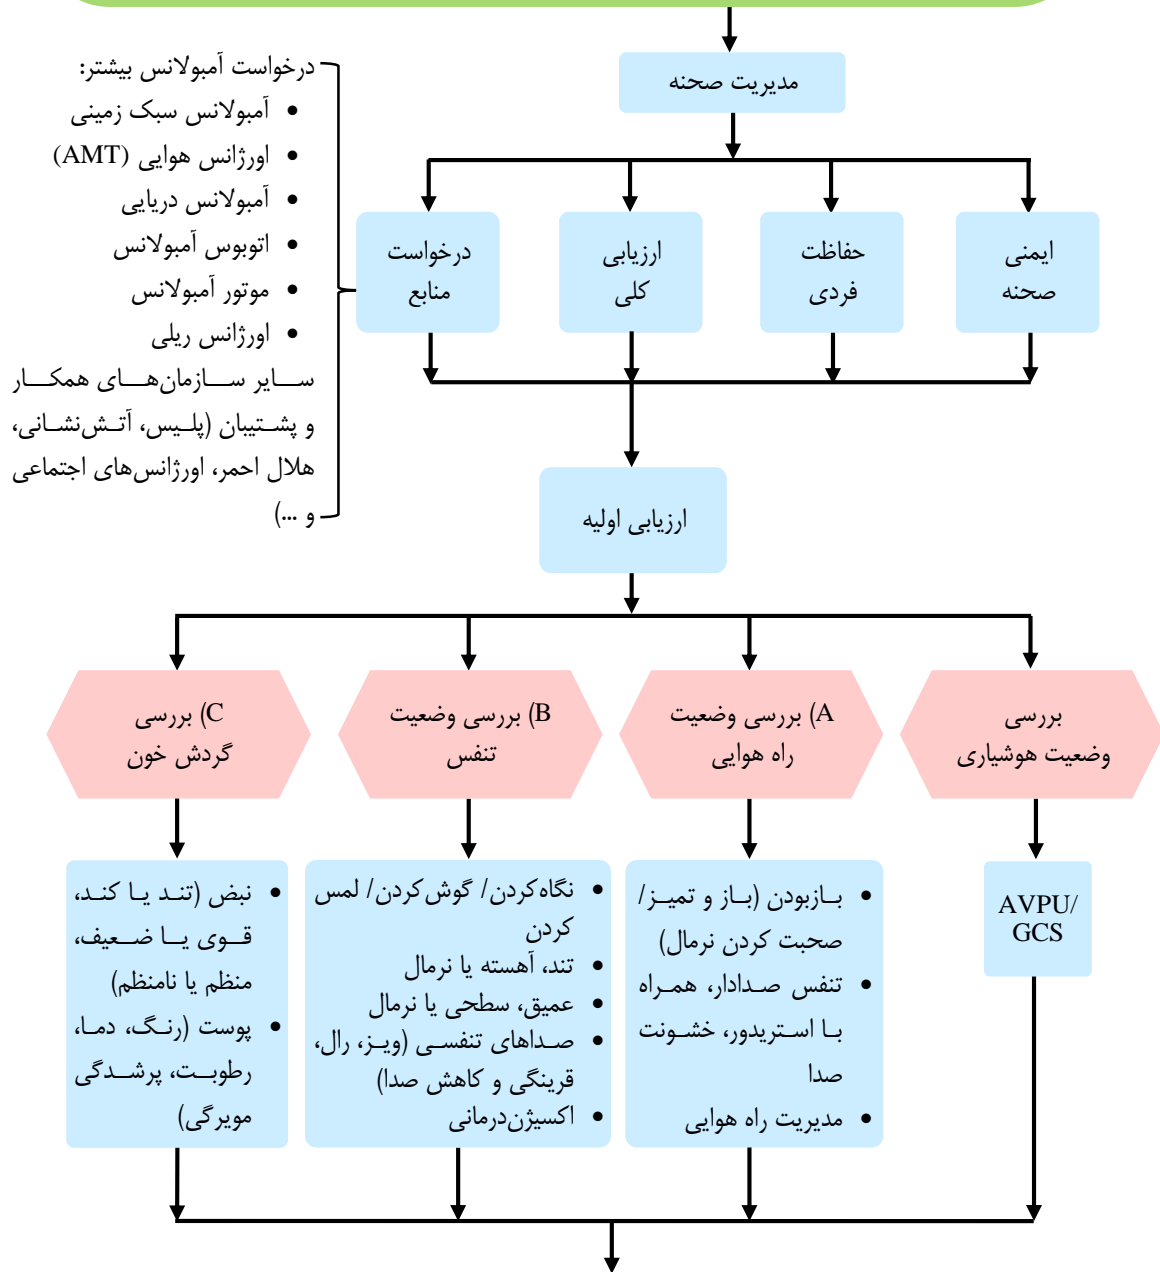 مدیریت صحنه
ایمنی
صحنه
حفاظت
فردی
ارزیابی
کلی
درخواست
منابع
درخواست آمبولانس بیشتر:
• آمبولانس سبک زمینی
• اورژانس هوایی (AMT)
• آمبولانس دریایی
• اتوبوس آمبولانس
• موتور آمبولانس
• اورژانس ریلی
سایر سازمان‌های همکار
و پشتیبان (پلیس، آتش‌نشانی،
هلال احمر، اورژانس‌های اجتماعی
و ...)
ارزیابی اولیه
بررسی
وضعیت هوشیاری
A) بررسی وضعیت
راه هوایی
B) بررسی وضعیت
تنفس
C) بررسی
گردش خون
AVPU/
GCS
• بازبودن (باز و تمیز/
صحبت کردن نرمال)
• تنفس صدادار، همراه
با استریدور، خشونت
صدا
• مدیریت راه هوایی
• نگاه‌کردن/ گوش‌کردن/ لمس
کردن
• تند، آهسته یا نرمال
• عمیق، سطحی یا نرمال
• صداهای تنفسی (ویز، رال،
قرینگی و کاهش صدا)
• اکسیژن‌درمانی
• نبض (تند یا کند،
قوی یا ضعیف،
منظم یا نامنظم)
• پوست (رنگ، دما،
رطوبت، پرشدگی
مویرگی)